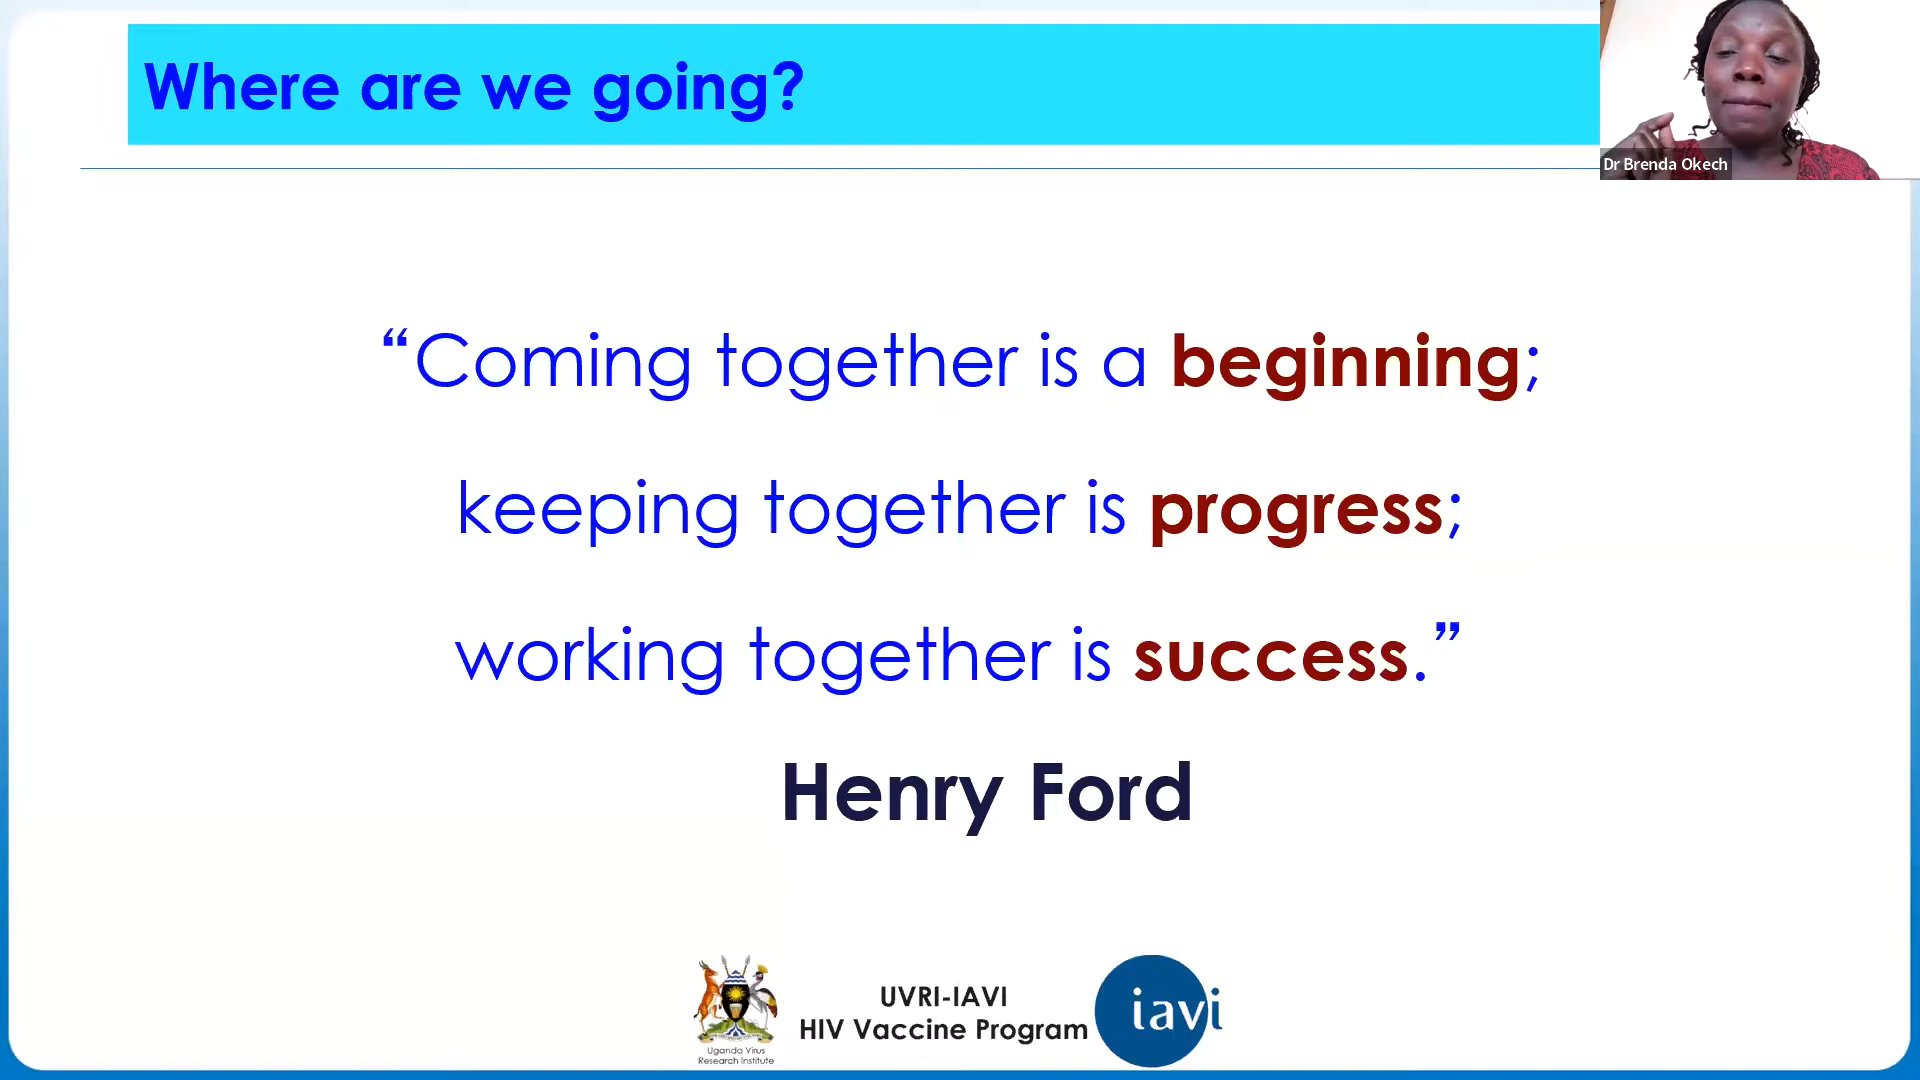 Where are we going?
Dr Brenda Okech
“Coming together is a beginning;
keeping together is progress;
working together is success.”
Henry Ford
Uganda Virus
Research Institute
UVRI-IAVI
HIV Vaccine Program
iavi